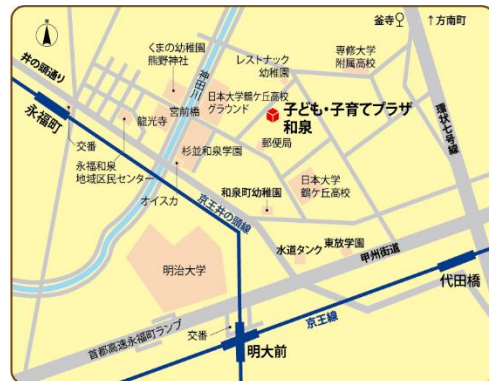 釜寺
↑方南町
井の頭通り
くまの幼稚園
熊野神社
レストナック
幼稚園
専修大学
附属高校
神田川
日本大学鶴ケ丘高校
グラウンド
宮前橋
子ども・子育てプラザ
和泉
環状七号線
永福町
交番
龍光寺
郵便局
永福和泉
地域区民センター
杉並和泉学園
日本大学
鶴ケ丘高校
オイスカ
和泉町幼稚園
京王井の頭線
水道タンク
東放学園
甲州街道
明治大学
代田橋
首都高速永福町ランプ
交番
京王線
明大前